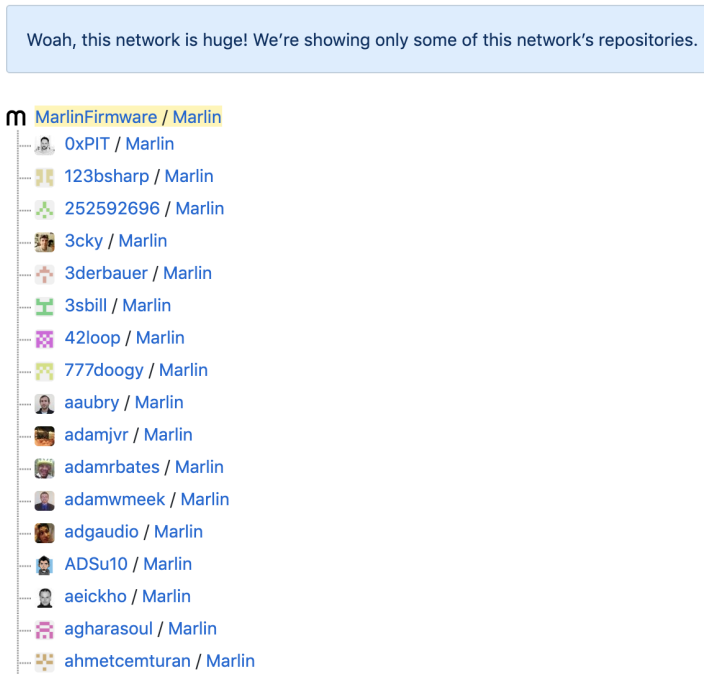 Woah, this network is huge! We’re showing only some of this network’s repositories.
MarlinFirmware / Marlin
0xPIT / Marlin
123bsharp / Marlin
252592696 / Marlin
3cky / Marlin
3derbauer / Marlin
3sbill / Marlin
42loop / Marlin
777doogy / Marlin
aaubry / Marlin
adamjvr / Marlin
adamrbates / Marlin
adamwmeek / Marlin
adgaudio / Marlin
ADSu10 / Marlin
aeickho / Marlin
agharasoul / Marlin
ahmetcemturan / Marlin